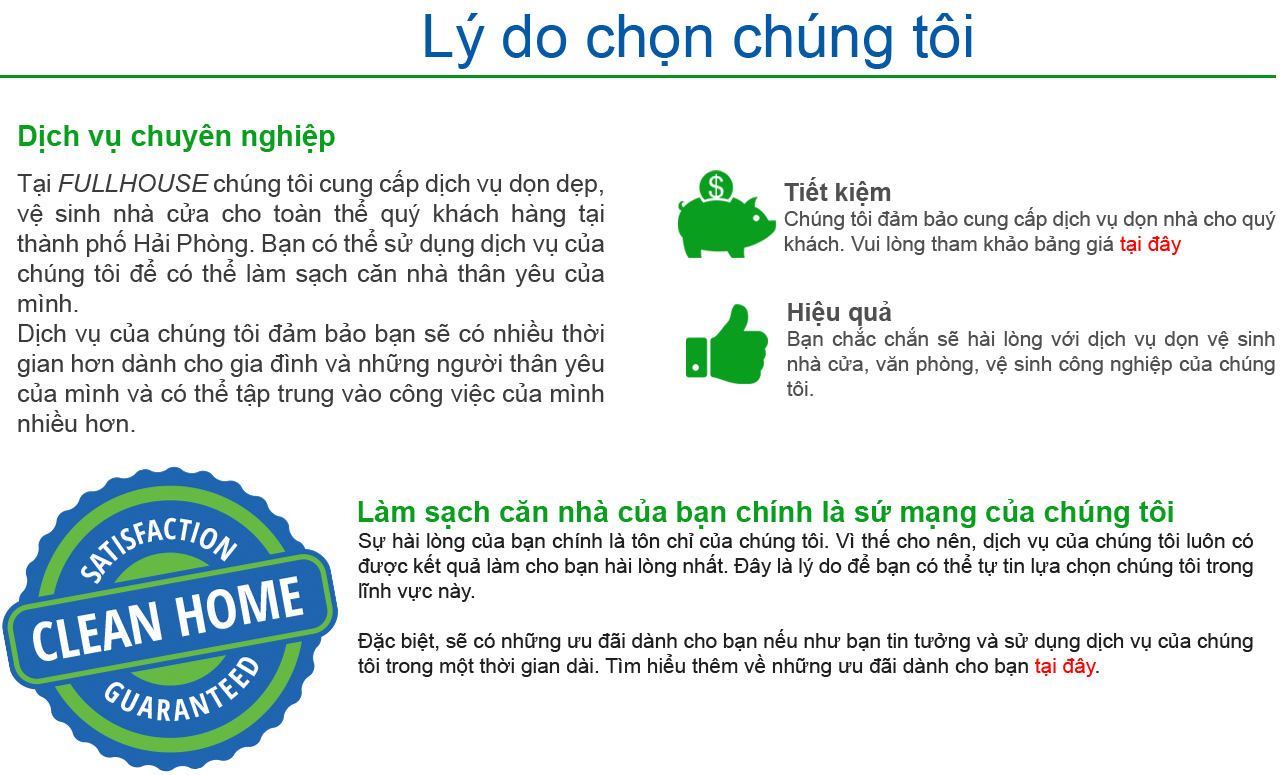 Lý do chọn chúng tôi
Dịch vụ chuyên nghiệp
Tại FULLHOUSE chúng tôi cung cấp dịch vụ dọn dẹp,
vệ sinh nhà cửa cho toàn thể quý khách hàng tại
thành phố Hải Phòng. Bạn có thể sử dụng dịch vụ của
chúng tôi để có thể làm sạch căn nhà thân yêu của
mình.
Dịch vụ của chúng tôi đảm bảo bạn sẽ có nhiều thời
gian hơn dành cho gia đình và những người thân yêu
của mình và có thể tập trung vào công việc của mình
nhiều hơn.
$
Tiết kiệm
Chúng tôi đảm bảo cung cấp dịch vụ dọn nhà cho quý
khách. Vui lòng tham khảo bảng giá tại đây
Hiệu quả
Bạn chắc chắn sẽ hài lòng với dịch vụ dọn vệ sinh
nhà cửa, văn phòng, vệ sinh công nghiệp của chúng
tôi.
SATISFACTION
CLEAN HOME
GUARANTEED
Làm sạch căn nhà của bạn chính là sứ mạng của chúng tôi
Sự hài lòng của bạn chính là tôn chỉ của chúng tôi. Vì thế cho nên, dịch vụ của chúng tôi luôn có
được kết quả làm cho bạn hài lòng nhất. Đây là lý do để bạn có thể tự tin lựa chọn chúng tôi trong
lĩnh vực này.
Đặc biệt, sẽ có những ưu đãi dành cho bạn nếu như bạn tin tưởng và sử dụng dịch vụ của chúng
tôi trong một thời gian dài. Tìm hiểu thêm về những ưu đãi dành cho bạn tại đây.